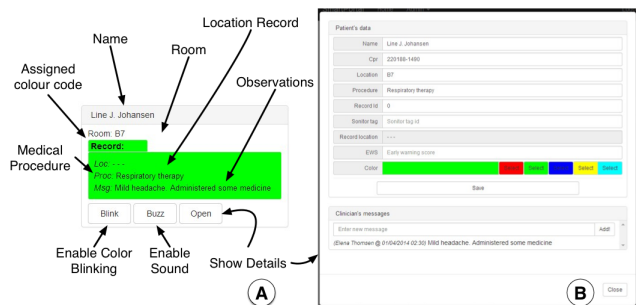 Location Record
Name
Room
Assigned
colour code
Observations
Line J. Johansen
Room: B7
Record:
Medical
Procedure
Loc: - - -
Proc: Respiratory therapy
Msg: Mild headache. Administered some medicine
Blink
Buzz
Open
Enable Color
Blinking
Enable
Sound
Show Details
A
Patient's data
Name
Line J. Johansen
Cpr
220188-1490
Location
B7
Procedure
Respiratory therapy
Record Id
0
Sonitor tag
Sonitor tag id
Record location
- - -
EWS
Early warning score
Color
Select
Select
Select
Save
Clinician's messages
Enter new message
Add!
(Elena Thomsen @ 01/04/2014 02:30) Mild headache. Administered some medicine
B
Close